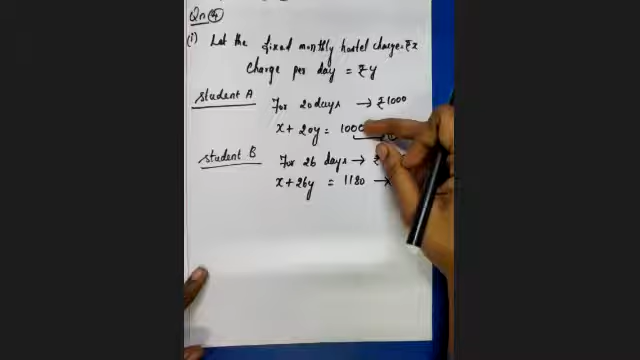 Qn ④
(i) Let the fixed monthly hostel charge = ₹x
charge per day = ₹y
Student A For 20 days → ₹1000
x + 20y = 1000
Student B For 26 days → ₹
x + 26y = 1180 →